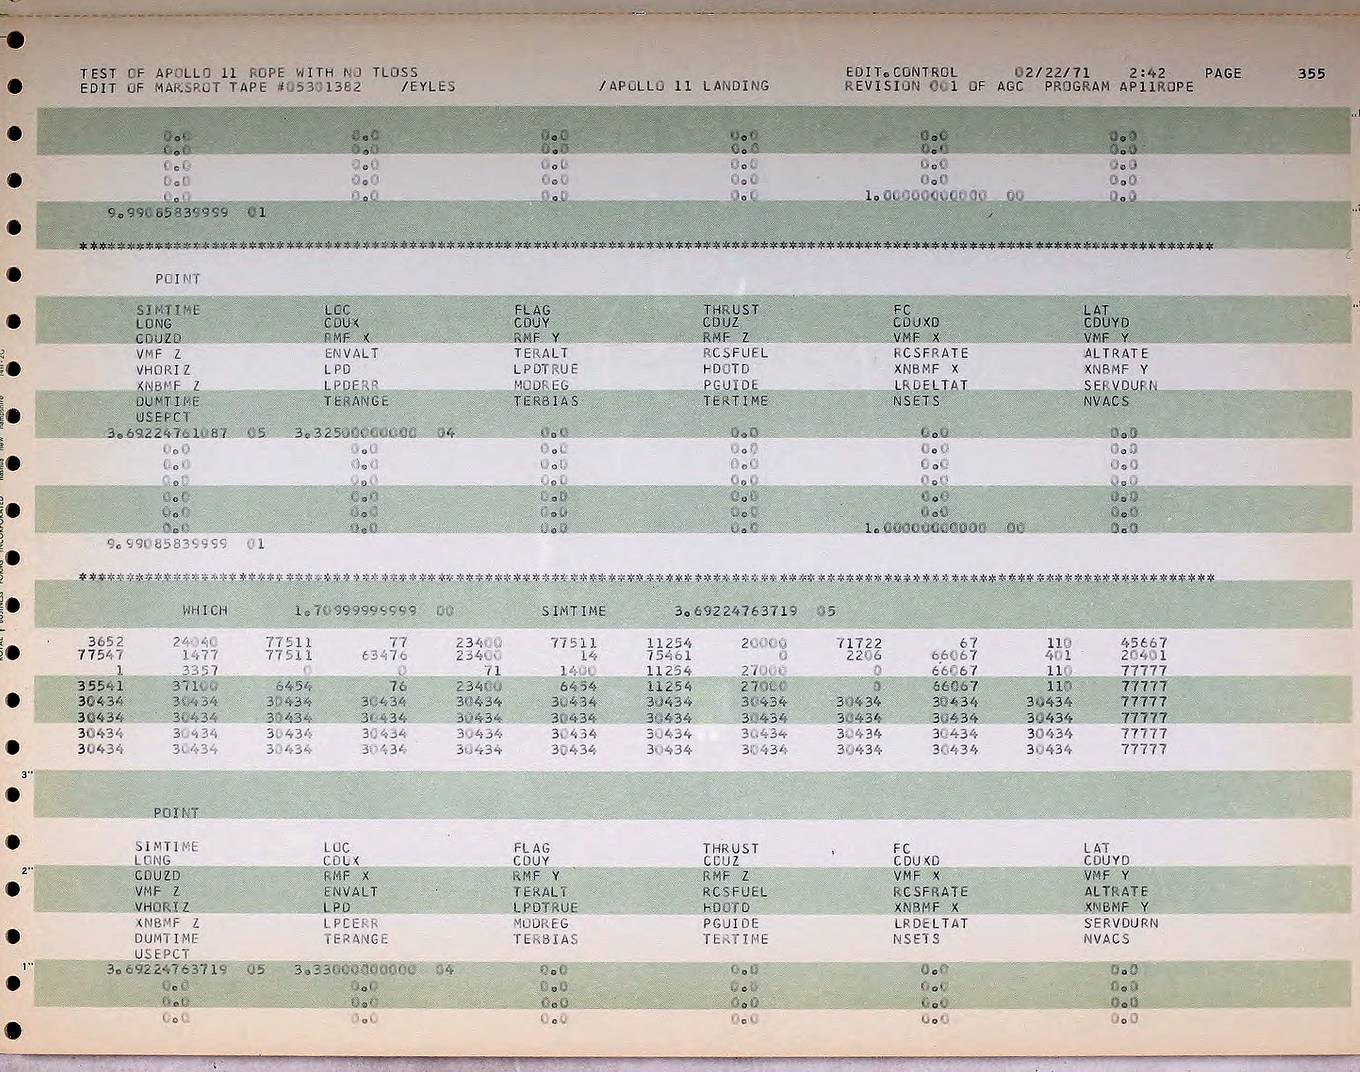 TEST OF APOLLO 11 ROPE WITH NO TLOSS EDIT.CONTROL 02/22/71 2:42 PAGE 355
EDIT OF MARSROT TAPE #05301382 /EYLES /APOLLO 11 LANDING REVISION 001 OF AGC PROGRAM AP11ROPE
0.0 0.0 0.0 0.0 0.0 0.0
0.0 0.0 0.0 0.0 0.0 0.0
0.0 0.0 0.0 0.0 0.0 0.0
0.0 0.0 0.0 0.0 0.0 0.0
0.0 0.0 0.0 0.0 1.00000000000 00 0.0
9.99085839999 01
************************************************************************************************************************
POINT
SIMTIME LOC FLAG THRUST FC LAT
LONG CDUX CDUY CDUZ CDUXD CDUYD
CDUZD RMF X RMF Y RMF Z VMF X VMF Y
VMF Z ENVALT TERALT RCSFUEL RCSFRATE ALTRATE
VHORIZ LPD LPDTRUE HDOTD XNBMF X XNBMF Y
XNBMF Z LPDERR MODREG PGUIDE LRDELTAT SERVDURN
DUMTIME TERANGE TERBIAS TERTIME NSETS NVACS
USEPCT
3.69224761087 05 3.32500000000 04 0.0 0.0 0.0 0.0
0.0 0.0 0.0 0.0 0.0 0.0
0.0 0.0 0.0 0.0 0.0 0.0
0.0 0.0 0.0 0.0 0.0 0.0
0.0 0.0 0.0 0.0 0.0 0.0
0.0 0.0 0.0 0.0 0.0 0.0
0.0 0.0 0.0 0.0 1.00000000000 00 0.0
9.99085839999 01
************************************************************************************************************************
WHICH 1.70999999999 00 SIMTIME 3.69224763719 05
3652 24040 77511 77 23400 77511 11254 20000 71722 67 110 45667
77547 1477 77511 63476 23400 14 75461 0 2206 66067 401 20401
1 3357 0 0 71 1400 11254 27000 0 66067 110 77777
35541 37100 6454 76 23400 6454 11254 27000 0 66067 110 77777
30434 30434 30434 30434 30434 30434 30434 30434 30434 30434 30434 77777
30434 30434 30434 30434 30434 30434 30434 30434 30434 30434 30434 77777
30434 30434 30434 30434 30434 30434 30434 30434 30434 30434 30434 77777
30434 30434 30434 30434 30434 30434 30434 30434 30434 30434 30434 77777
3"
POINT
SIMTIME LOC FLAG THRUST FC LAT
LONG CDUX CDUY CDUZ CDUXD CDUYD
2" CDUZD RMF X RMF Y RMF Z VMF X VMF Y
VMF Z ENVALT TERALT RCSFUEL RCSFRATE ALTRATE
VHORIZ LPD LPDTRUE HDOTD XNBMF X XNBMF Y
XNBMF Z LPDERR MODREG PGUIDE LRDELTAT SERVDURN
DUMTIME TERANGE TERBIAS TERTIME NSETS NVACS
USEPCT
1" 3.69224763719 05 3.33000000000 04 0.0 0.0 0.0 0.0
0.0 0.0 0.0 0.0 0.0 0.0
0.0 0.0 0.0 0.0 0.0 0.0
0.0 0.0 0.0 0.0 0.0 0.0